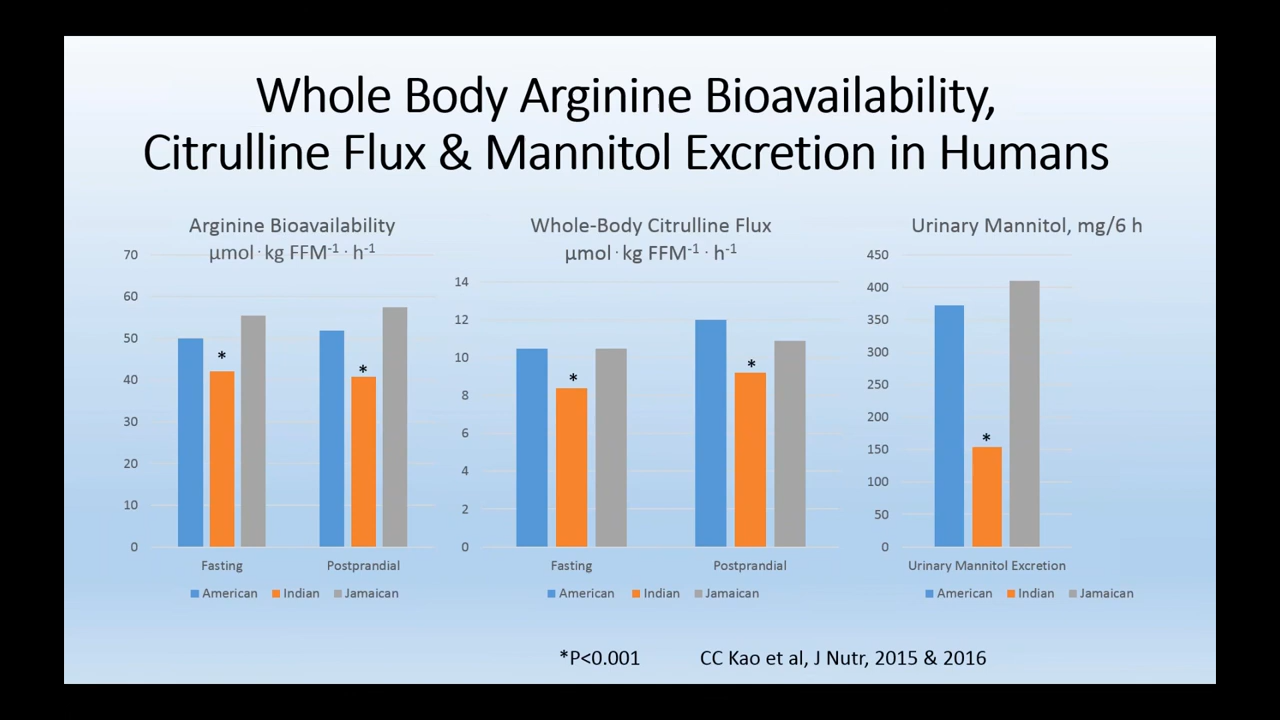 Whole Body Arginine Bioavailability,
Citrulline Flux & Mannitol Excretion in Humans
Arginine Bioavailability
µmol · kg FFM⁻¹ · h⁻¹
70
60
50
40
30
20
10
0
*
*
Fasting Postprandial
American Indian Jamaican
Whole-Body Citrulline Flux
µmol · kg FFM⁻¹ · h⁻¹
14
12
10
8
6
4
2
0
*
*
Fasting Postprandial
American Indian Jamaican
Urinary Mannitol, mg/6 h
450
400
350
300
250
200
150
100
50
0
*
Urinary Mannitol Excretion
American Indian Jamaican
*P<0.001 CC Kao et al, J Nutr, 2015 & 2016